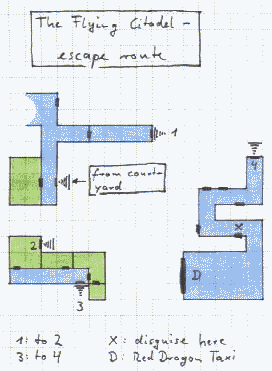 The Flying Citadel -
escape route
1
from court-
yard
4
X
2
D
3
1: to 2 X: disguise here
3: to 4 D: Red Dragon Taxi